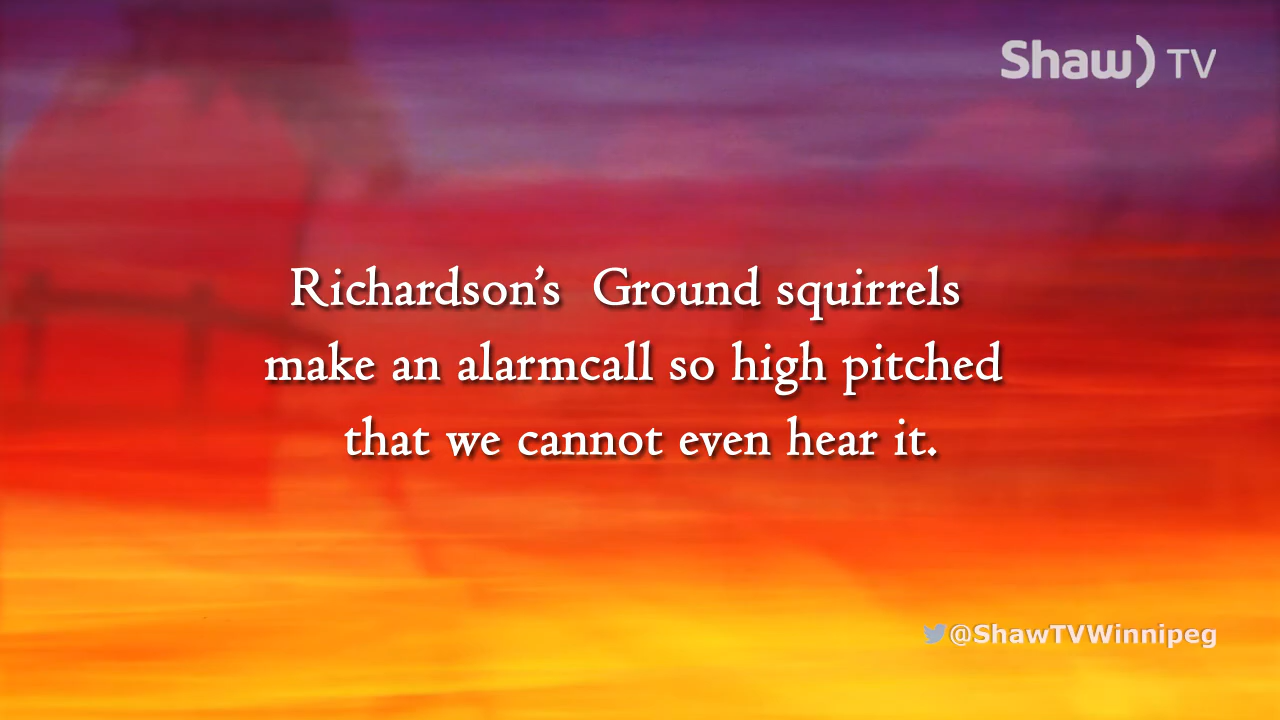 Shaw) TV
Richardson's Ground squirrels
make an alarmcall so high pitched
that we cannot even hear it.
@ShawTVWinnipeg